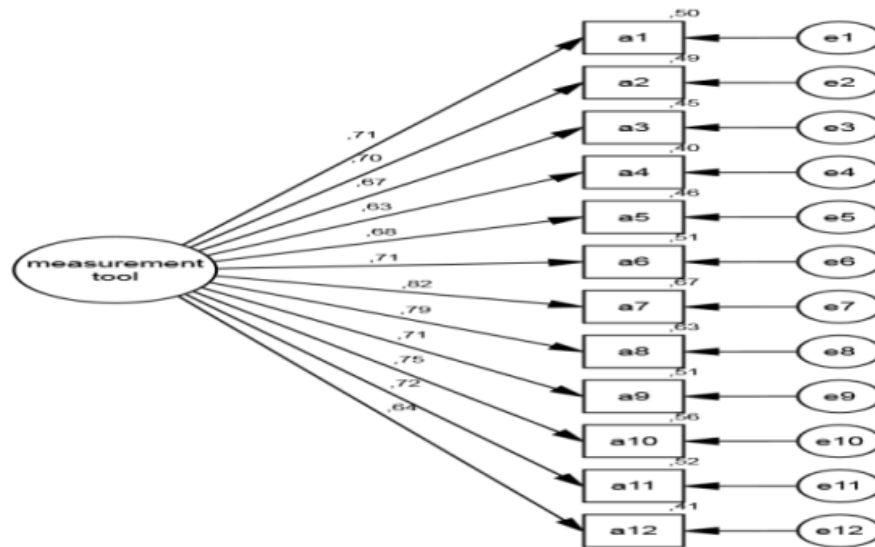 ,50
a1 e1
,49
a2 e2
,45
a3 e3
,40
a4 e4
,46
a5 e5
,51
a6 e6
,67
a7 e7
,63
a8 e8
,51
a9 e9
,56
a10 e10
,52
a11 e11
,41
a12 e12
,71
,70
,67
,63
,68
,71
,82
,79
,71
,75
,72
,64
measurement
tool